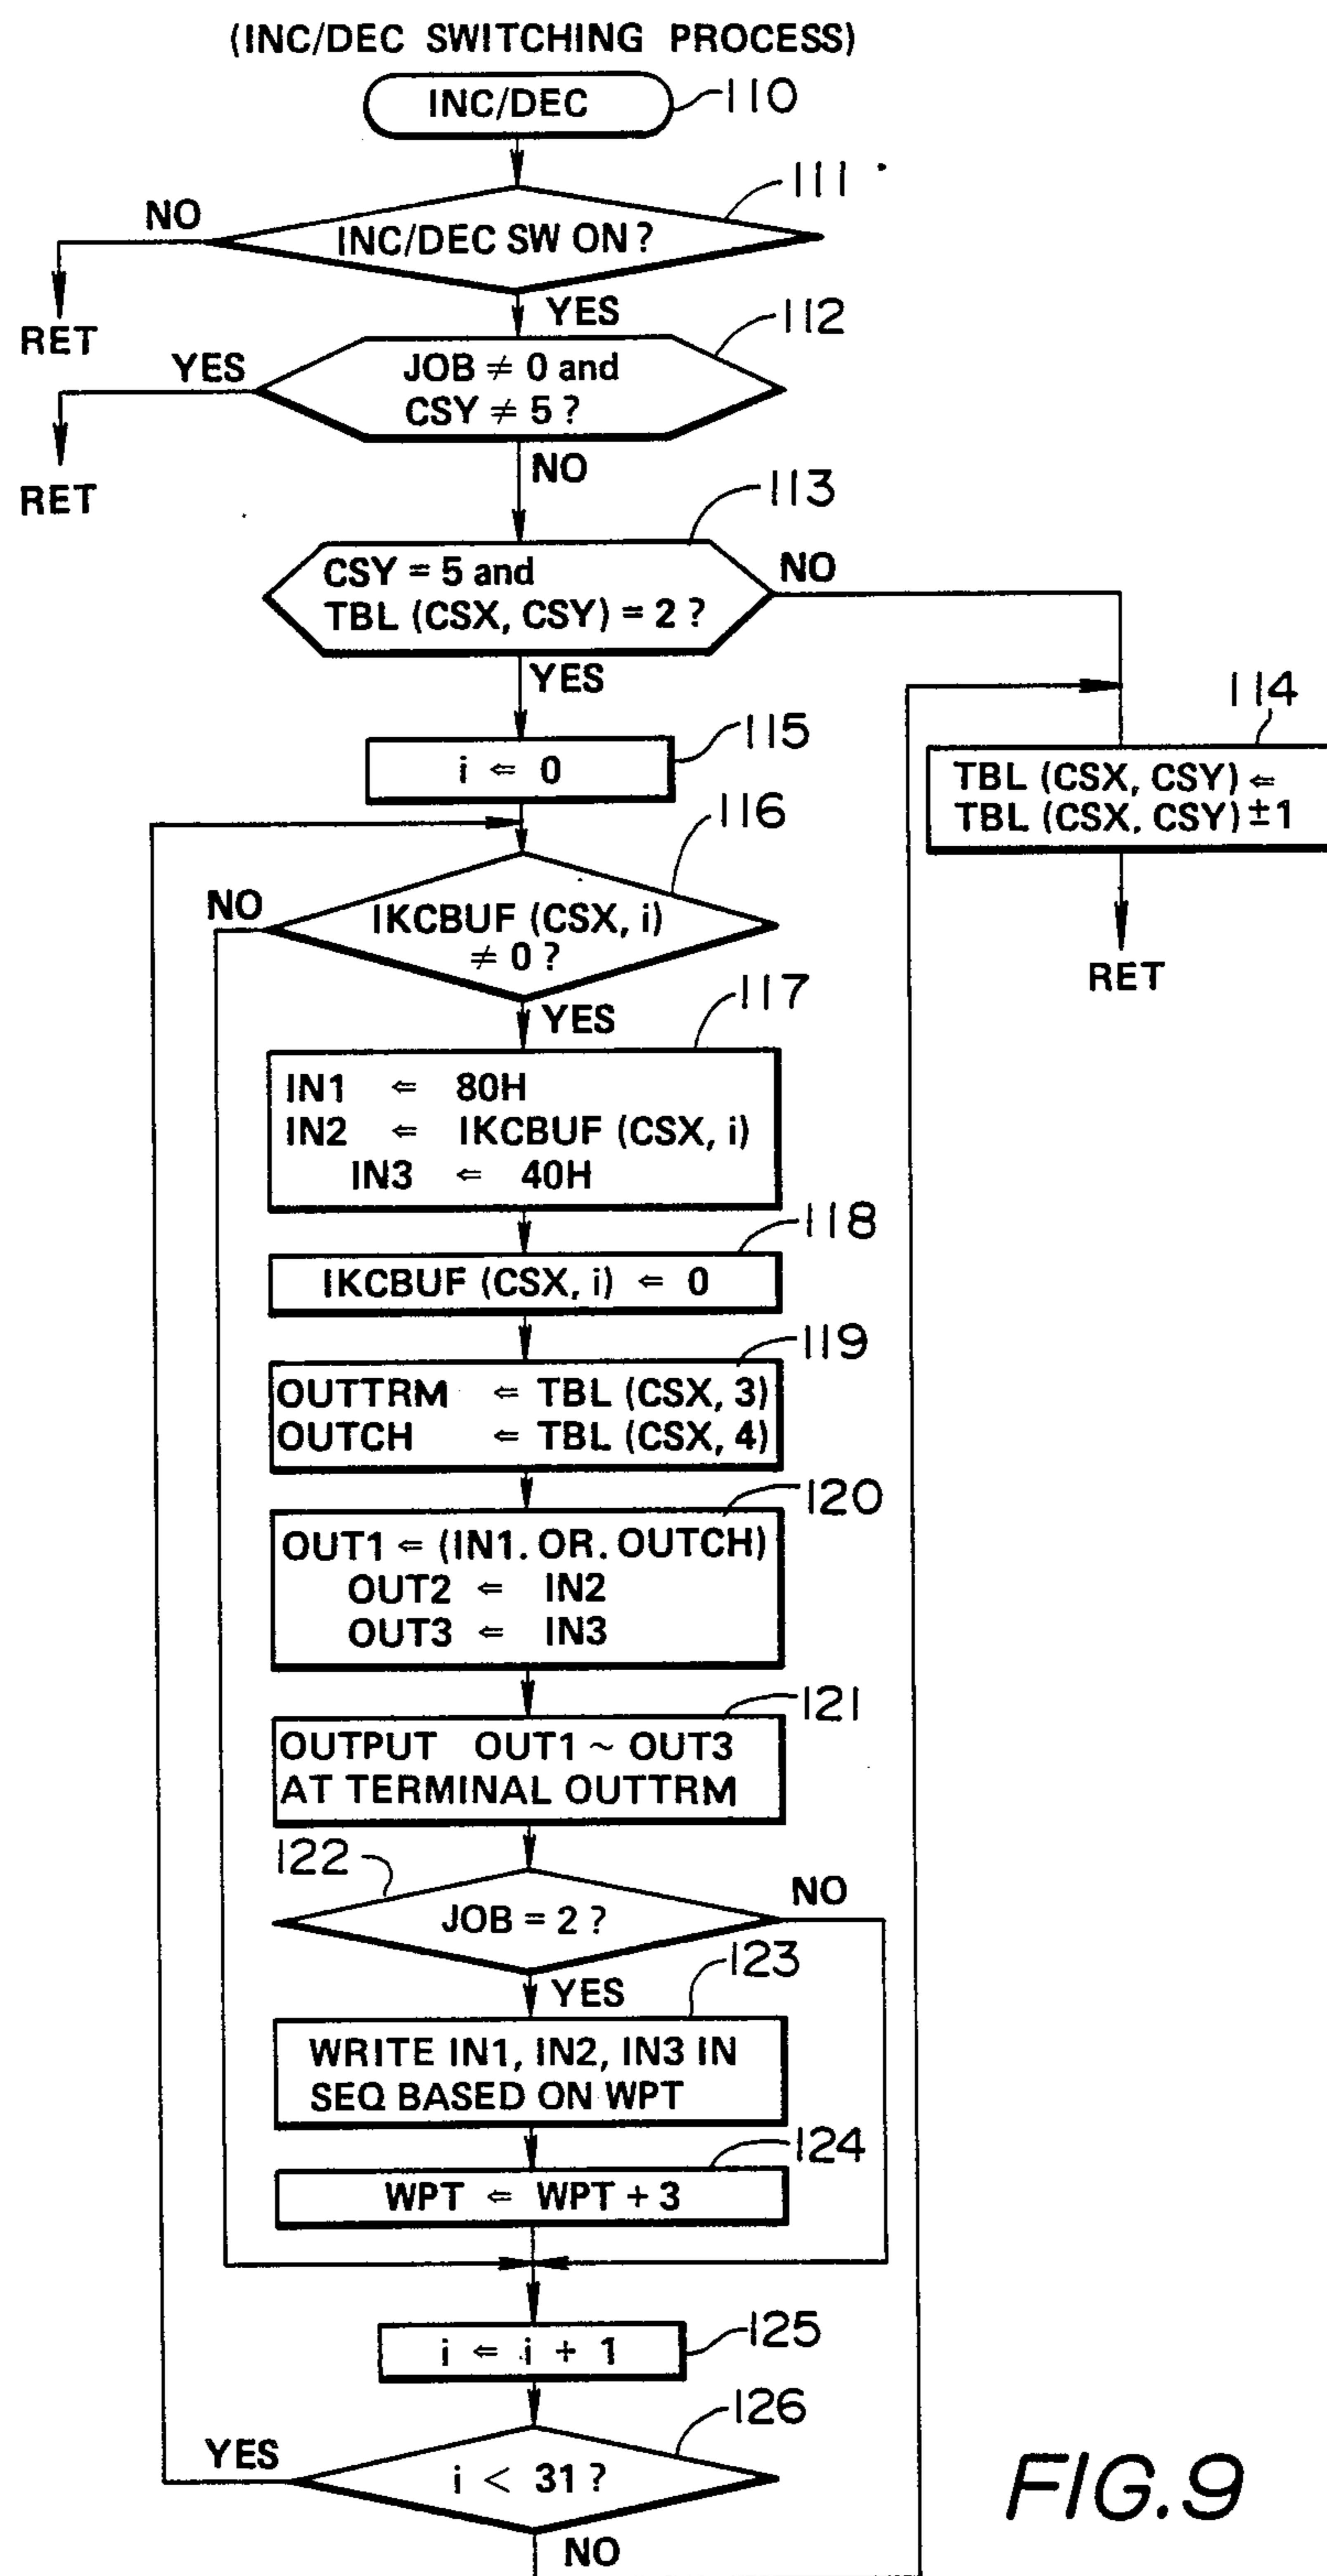 (INC/DEC SWITCHING PROCESS)
INC/DEC
110
111
NO
INC/DEC SW ON ?
RET
YES
112
YES
JOB ≠ 0 and
CSY ≠ 5 ?
RET
NO
113
CSY = 5 and
TBL (CSX, CSY) = 2 ?
NO
YES
114
TBL (CSX, CSY) ⇐
TBL (CSX, CSY) ±1
RET
115
i ⇐ 0
116
NO
IKCBUF (CSX, i)
≠ 0 ?
YES
117
IN1 ⇐ 80H
IN2 ⇐ IKCBUF (CSX, i)
IN3 ⇐ 40H
118
IKCBUF (CSX, i) ⇐ 0
119
OUTTRM ⇐ TBL (CSX, 3)
OUTCH ⇐ TBL (CSX, 4)
120
OUT1 ⇐ (IN1. OR. OUTCH)
OUT2 ⇐ IN2
OUT3 ⇐ IN3
121
OUTPUT OUT1 ~ OUT3
AT TERMINAL OUTTRM
122
JOB = 2 ?
NO
YES
123
WRITE IN1, IN2, IN3 IN
SEQ BASED ON WPT
124
WPT ⇐ WPT + 3
125
i ⇐ i + 1
126
YES
i < 31 ?
NO
FIG.9